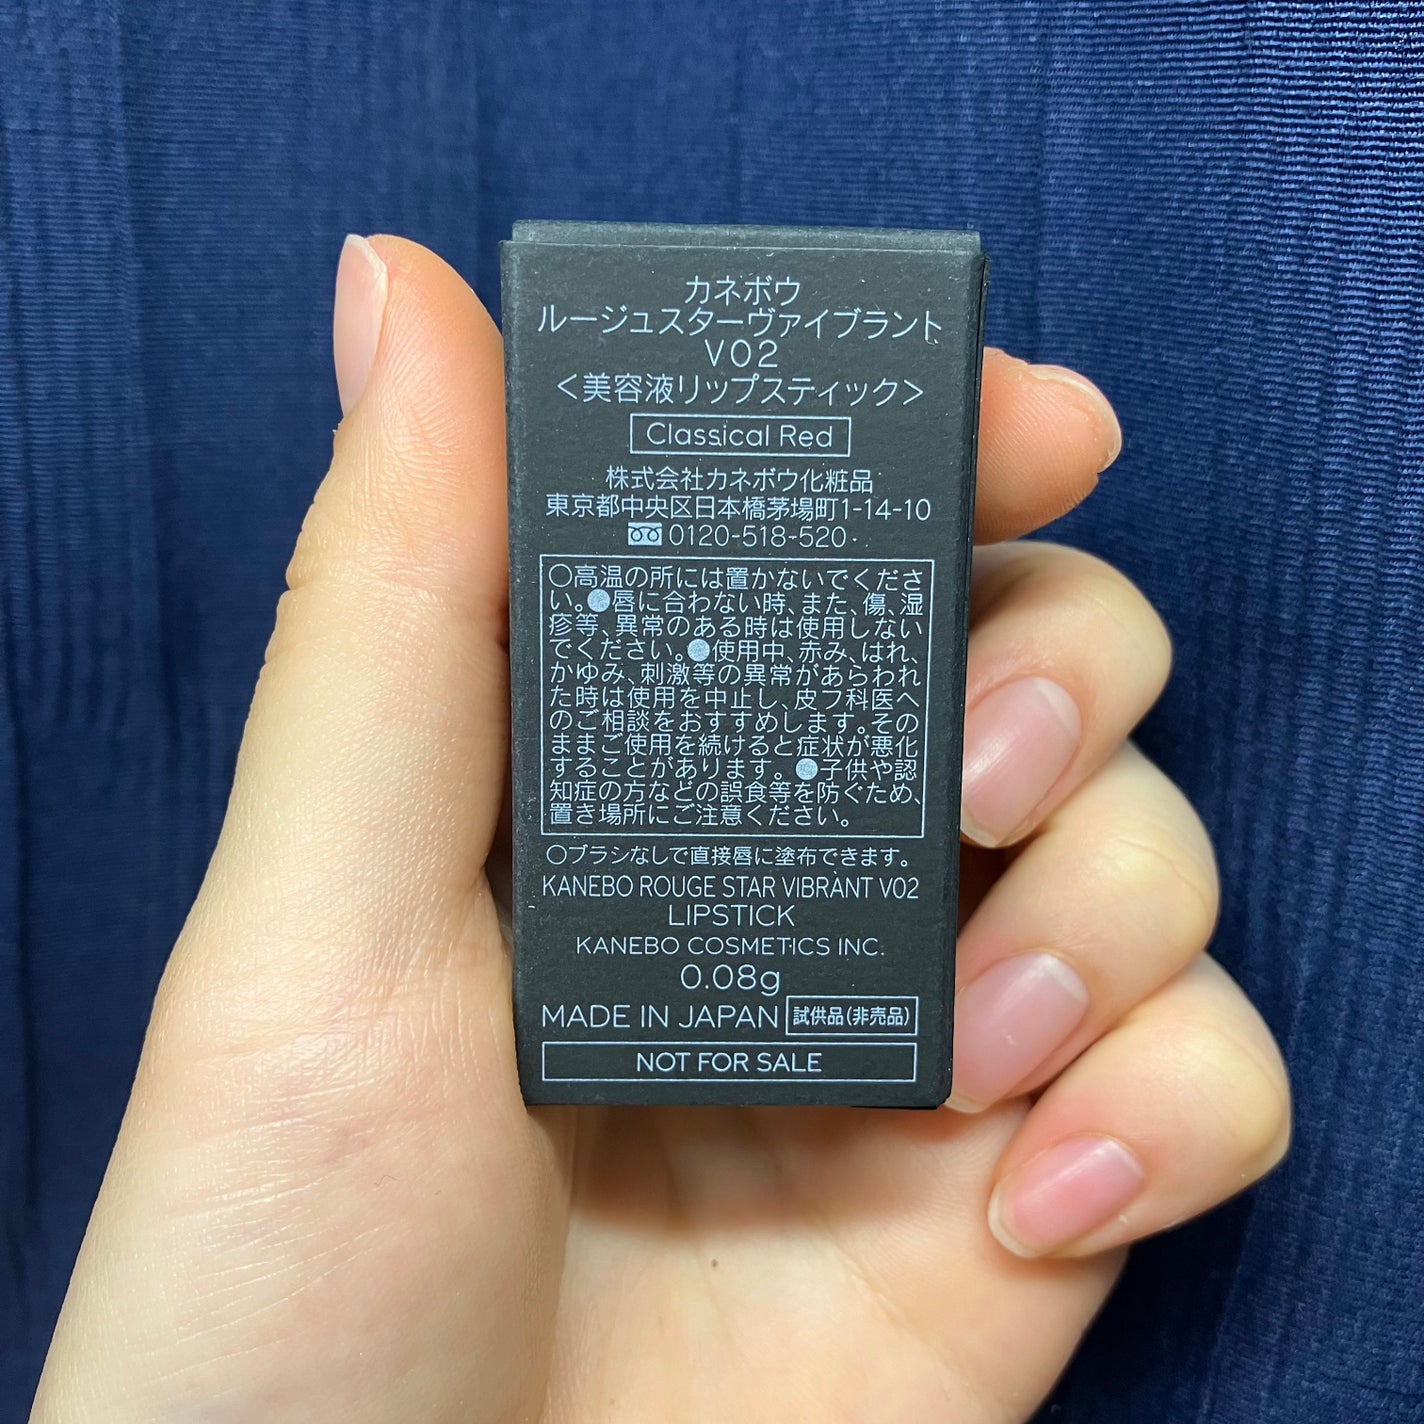 カネボウ
ルージュスターヴァイブラント
V02
<美容液リップスティック>
Classical Red
株式会社カネボウ化粧品
東京都中央区日本橋茅場町1-14-10
0120-518-520
○高温の所には置かないでくださ
い。●唇に合わない時、また、傷、湿
疹等、異常のある時は使用しない
でください。●使用中、赤み、はれ、
かゆみ、刺激等の異常があらわれ
た時は使用を中止し、皮フ科医へ
のご相談をおすすめします。その
ままご使用を続けると症状が悪化
することがあります。●子供や認
知症の方などの誤食等を防ぐため、
置き場所にご注意ください。
○ブラシなしで直接唇に塗布できます。
KANEBO ROUGE STAR VIBRANT V02
LIPSTICK
KANEBO COSMETICS INC.
0.08g
MADE IN JAPAN 試供品(非売品)
NOT FOR SALE